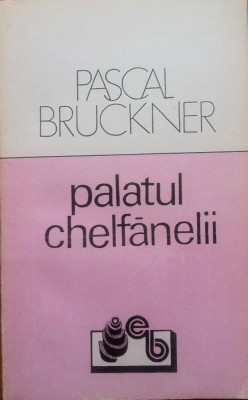 PASCAL
BRUCKNER
palatul
chelfănelii
eb